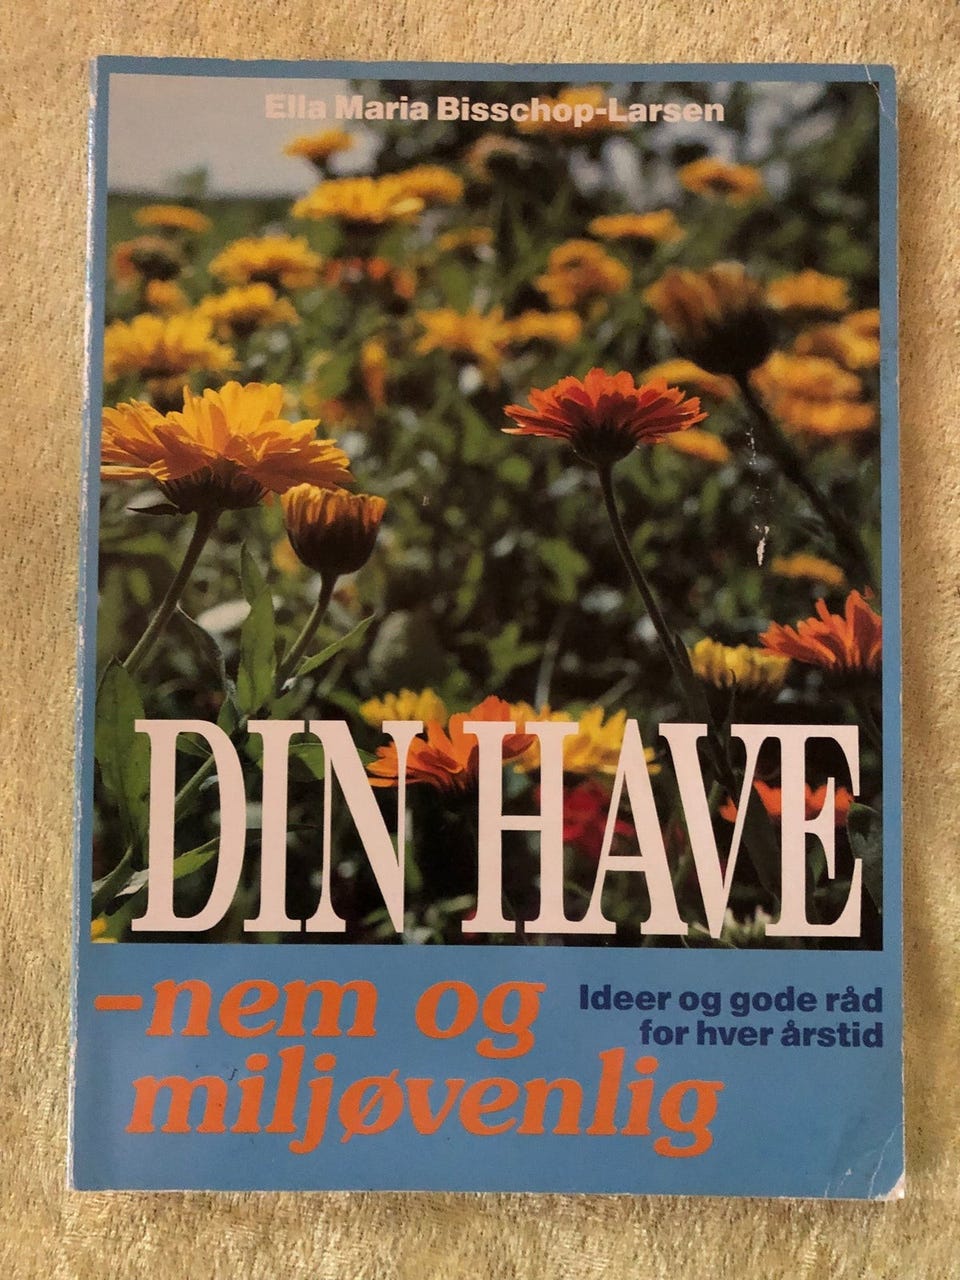 Ella Maria Bisschop-Larsen
DIN HAVE
–nem og
miljøvenlig
Ideer og gode råd
for hver årstid